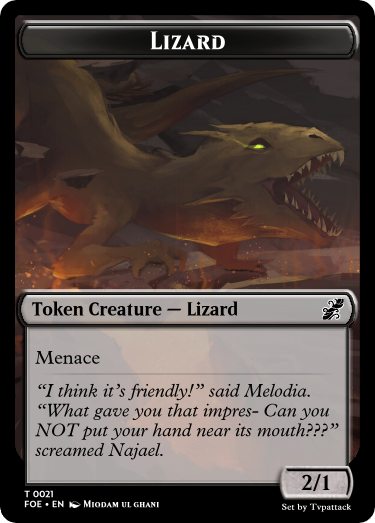 Lizard
Token Creature — Lizard
Menace
“I think it’s friendly!” said Melodia.
“What gave you that impres- Can you
NOT put your hand near its mouth???”
screamed Najael.
2/1
T 0021
FOE • EN Miodam ul ghani
Set by Tvpattack